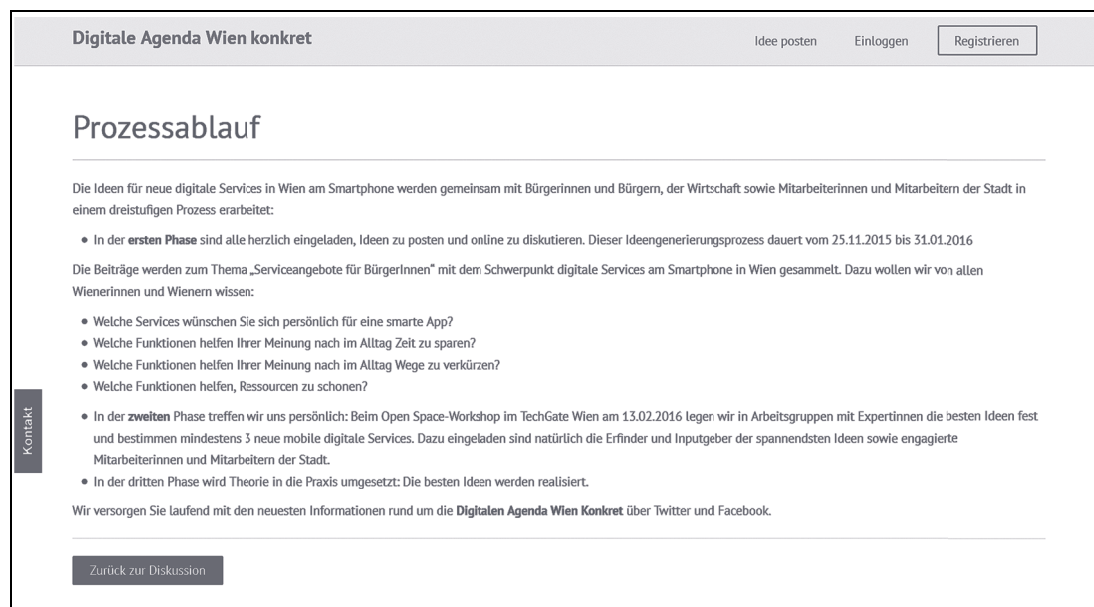 Digitale Agenda Wien konkret
Idee posten Einloggen Registrieren
Prozessablauf
Die Ideen für neue digitale Services in Wien am Smartphone werden gemeinsam mit Bürgerinnen und Bürgern, der Wirtschaft sowie Mitarbeiterinnen und Mitarbeitern der Stadt in
einem dreistufigen Prozess erarbeitet:
• In der ersten Phase sind alle herzlich eingeladen, Ideen zu posten und online zu diskutieren. Dieser Ideengenerierungsprozess dauert vom 25.11.2015 bis 31.01.2016
Die Beiträge werden zum Thema „Serviceangebote für BürgerInnen" mit dem Schwerpunkt digitale Services am Smartphone in Wien gesammelt. Dazu wollen wir von allen
Wienerinnen und Wienern wissen:
• Welche Services wünschen Sie sich persönlich für eine smarte App?
• Welche Funktionen helfen Ihrer Meinung nach im Alltag Zeit zu sparen?
• Welche Funktionen helfen Ihrer Meinung nach im Alltag Wege zu verkürzen?
• Welche Funktionen helfen, Ressourcen zu schonen?
• In der zweiten Phase treffen wir uns persönlich: Beim Open Space-Workshop im TechGate Wien am 13.02.2016 legen wir in Arbeitsgruppen mit Expertinnen die besten Ideen fest
und bestimmen mindestens 3 neue mobile digitale Services. Dazu eingeladen sind natürlich die Erfinder und Inputgeber der spannendsten Ideen sowie engagierte
Mitarbeiterinnen und Mitarbeitern der Stadt.
• In der dritten Phase wird Theorie in die Praxis umgesetzt: Die besten Ideen werden realisiert.
Wir versorgen Sie laufend mit den neuesten Informationen rund um die Digitalen Agenda Wien Konkret über Twitter und Facebook.
Zurück zur Diskussion
Kontakt